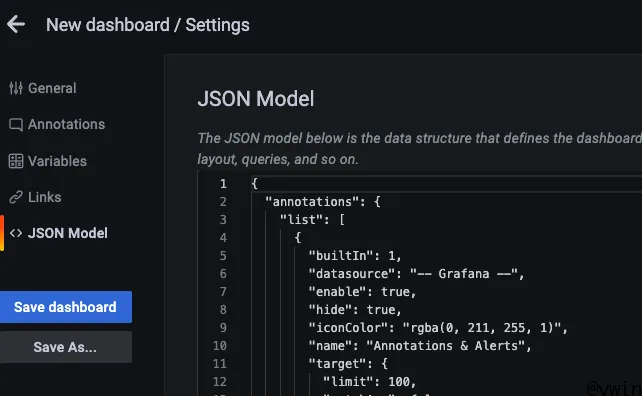 New dashboard / Settings
General
Annotations
Variables
Links
JSON Model
Save dashboard
Save As...
JSON Model
The JSON model below is the data structure that defines the dashboard
layout, queries, and so on.
1 {
2 "annotations": {
3 "list": [
4 {
5 "builtIn": 1,
6 "datasource": "-- Grafana --",
7 "enable": true,
8 "hide": true,
9 "iconColor": "rgba(0, 211, 255, 1)",
10 "name": "Annotations & Alerts",
11 "target": {
12 "limit": 100,